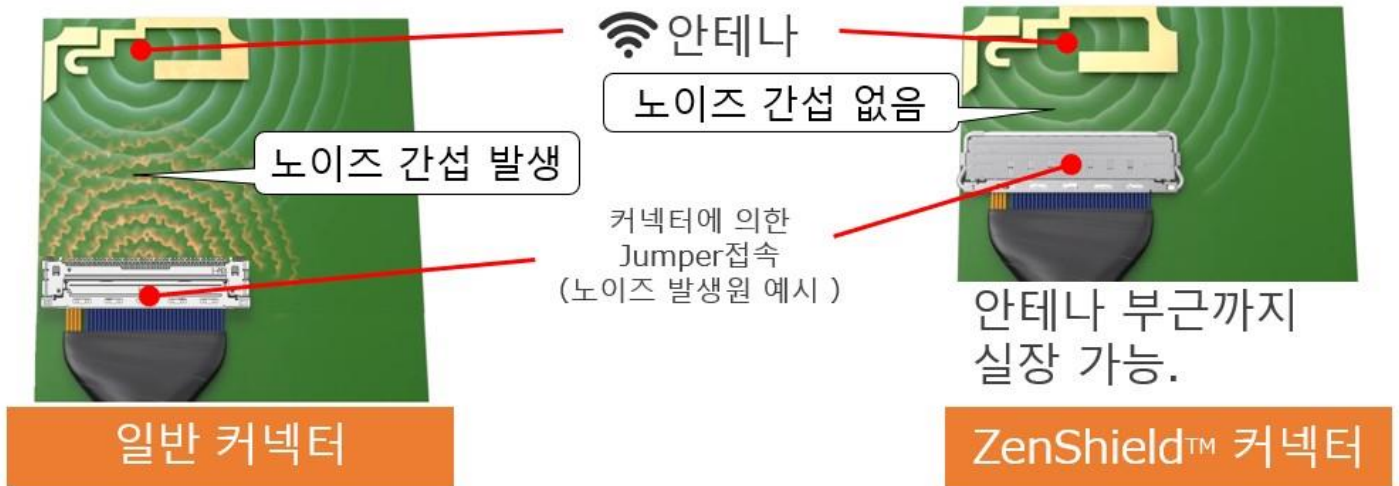 안테나
노이즈 간섭 없음
노이즈 간섭 발생
커넥터에 의한
Jumper접속
(노이즈 발생원 예시 )
안테나 부근까지
실장 가능.
일반 커넥터
ZenShield™ 커넥터